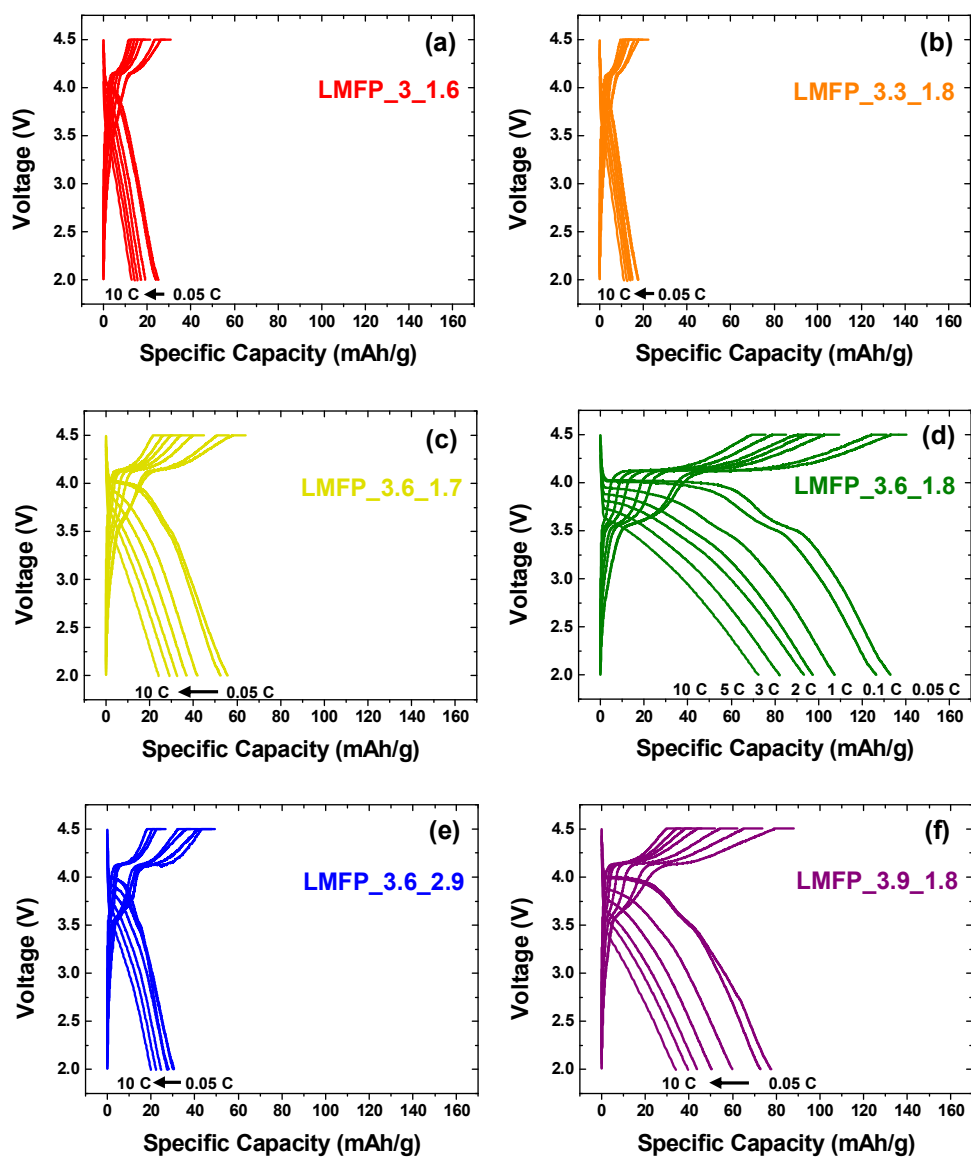 (a)
LMFP_3_1.6
4.5
4.0
3.5
3.0
2.5
2.0
Voltage (V)
10 C 0.05 C
0 20 40 60 80 100 120 140 160
Specific Capacity (mAh/g)
(b)
LMFP_3.3_1.8
4.5
4.0
3.5
3.0
2.5
2.0
Voltage (V)
10 C 0.05 C
0 20 40 60 80 100 120 140 160
Specific Capacity (mAh/g)
(c)
LMFP_3.6_1.7
4.5
4.0
3.5
3.0
2.5
2.0
Voltage (V)
10 C 0.05 C
0 20 40 60 80 100 120 140 160
Specific Capacity (mAh/g)
(d)
LMFP_3.6_1.8
4.5
4.0
3.5
3.0
2.5
2.0
Voltage (V)
10 C 5 C 3 C 2 C 1 C 0.1 C 0.05 C
0 20 40 60 80 100 120 140 160
Specific Capacity (mAh/g)
(e)
LMFP_3.6_2.9
4.5
4.0
3.5
3.0
2.5
2.0
Voltage (V)
10 C 0.05 C
0 20 40 60 80 100 120 140 160
Specific Capacity (mAh/g)
(f)
LMFP_3.9_1.8
4.5
4.0
3.5
3.0
2.5
2.0
Voltage (V)
10 C 0.05 C
0 20 40 60 80 100 120 140 160
Specific Capacity (mAh/g)